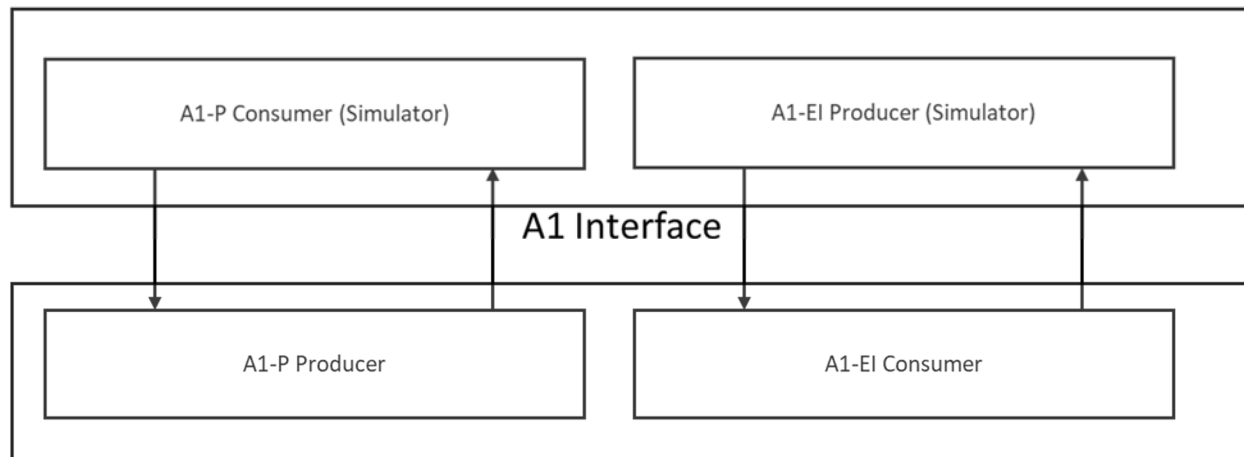 A1-P Consumer (Simulator)
A1-EI Producer (Simulator)
A1 Interface
A1-P Producer
A1-EI Consumer